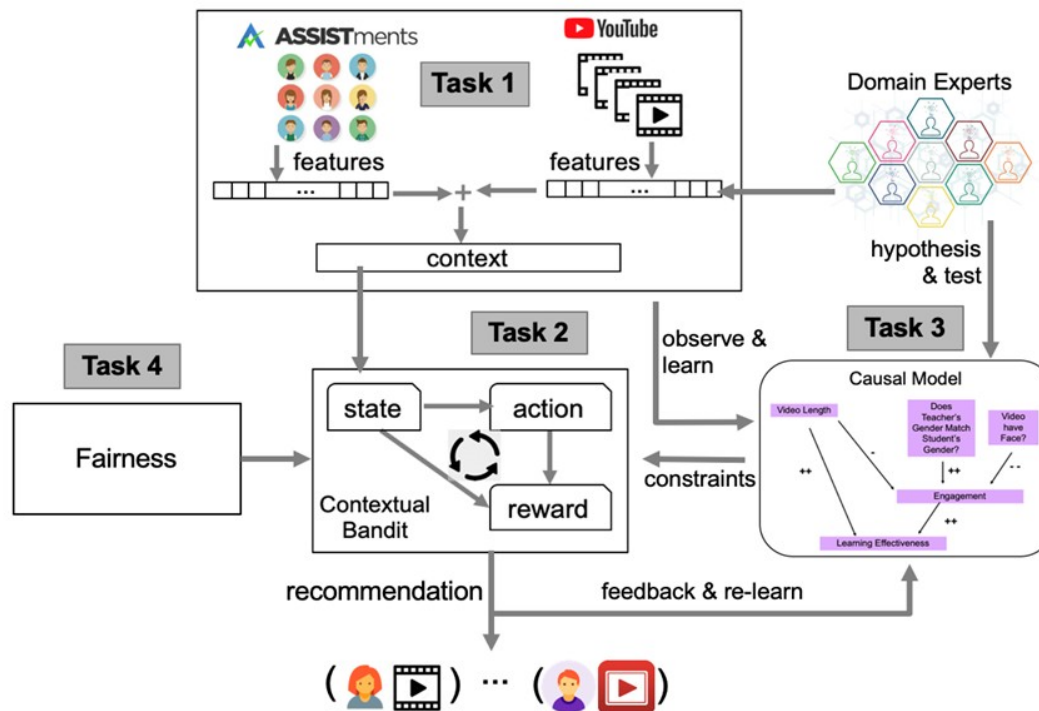 ASSISTments
YouTube
Task 1
Domain Experts
features
features
...
...
+
context
hypothesis
& test
Task 2
observe &
learn
Task 3
Task 4
Fairness
state
action
reward
Contextual
Bandit
constraints
Causal Model
Video Length
Does
Teacher's
Gender Match
Student's
Gender?
Video
have
Face?
++
-
++
- -
Engagement
++
Learning Effectiveness
recommendation
feedback & re-learn
( ) ... ( )